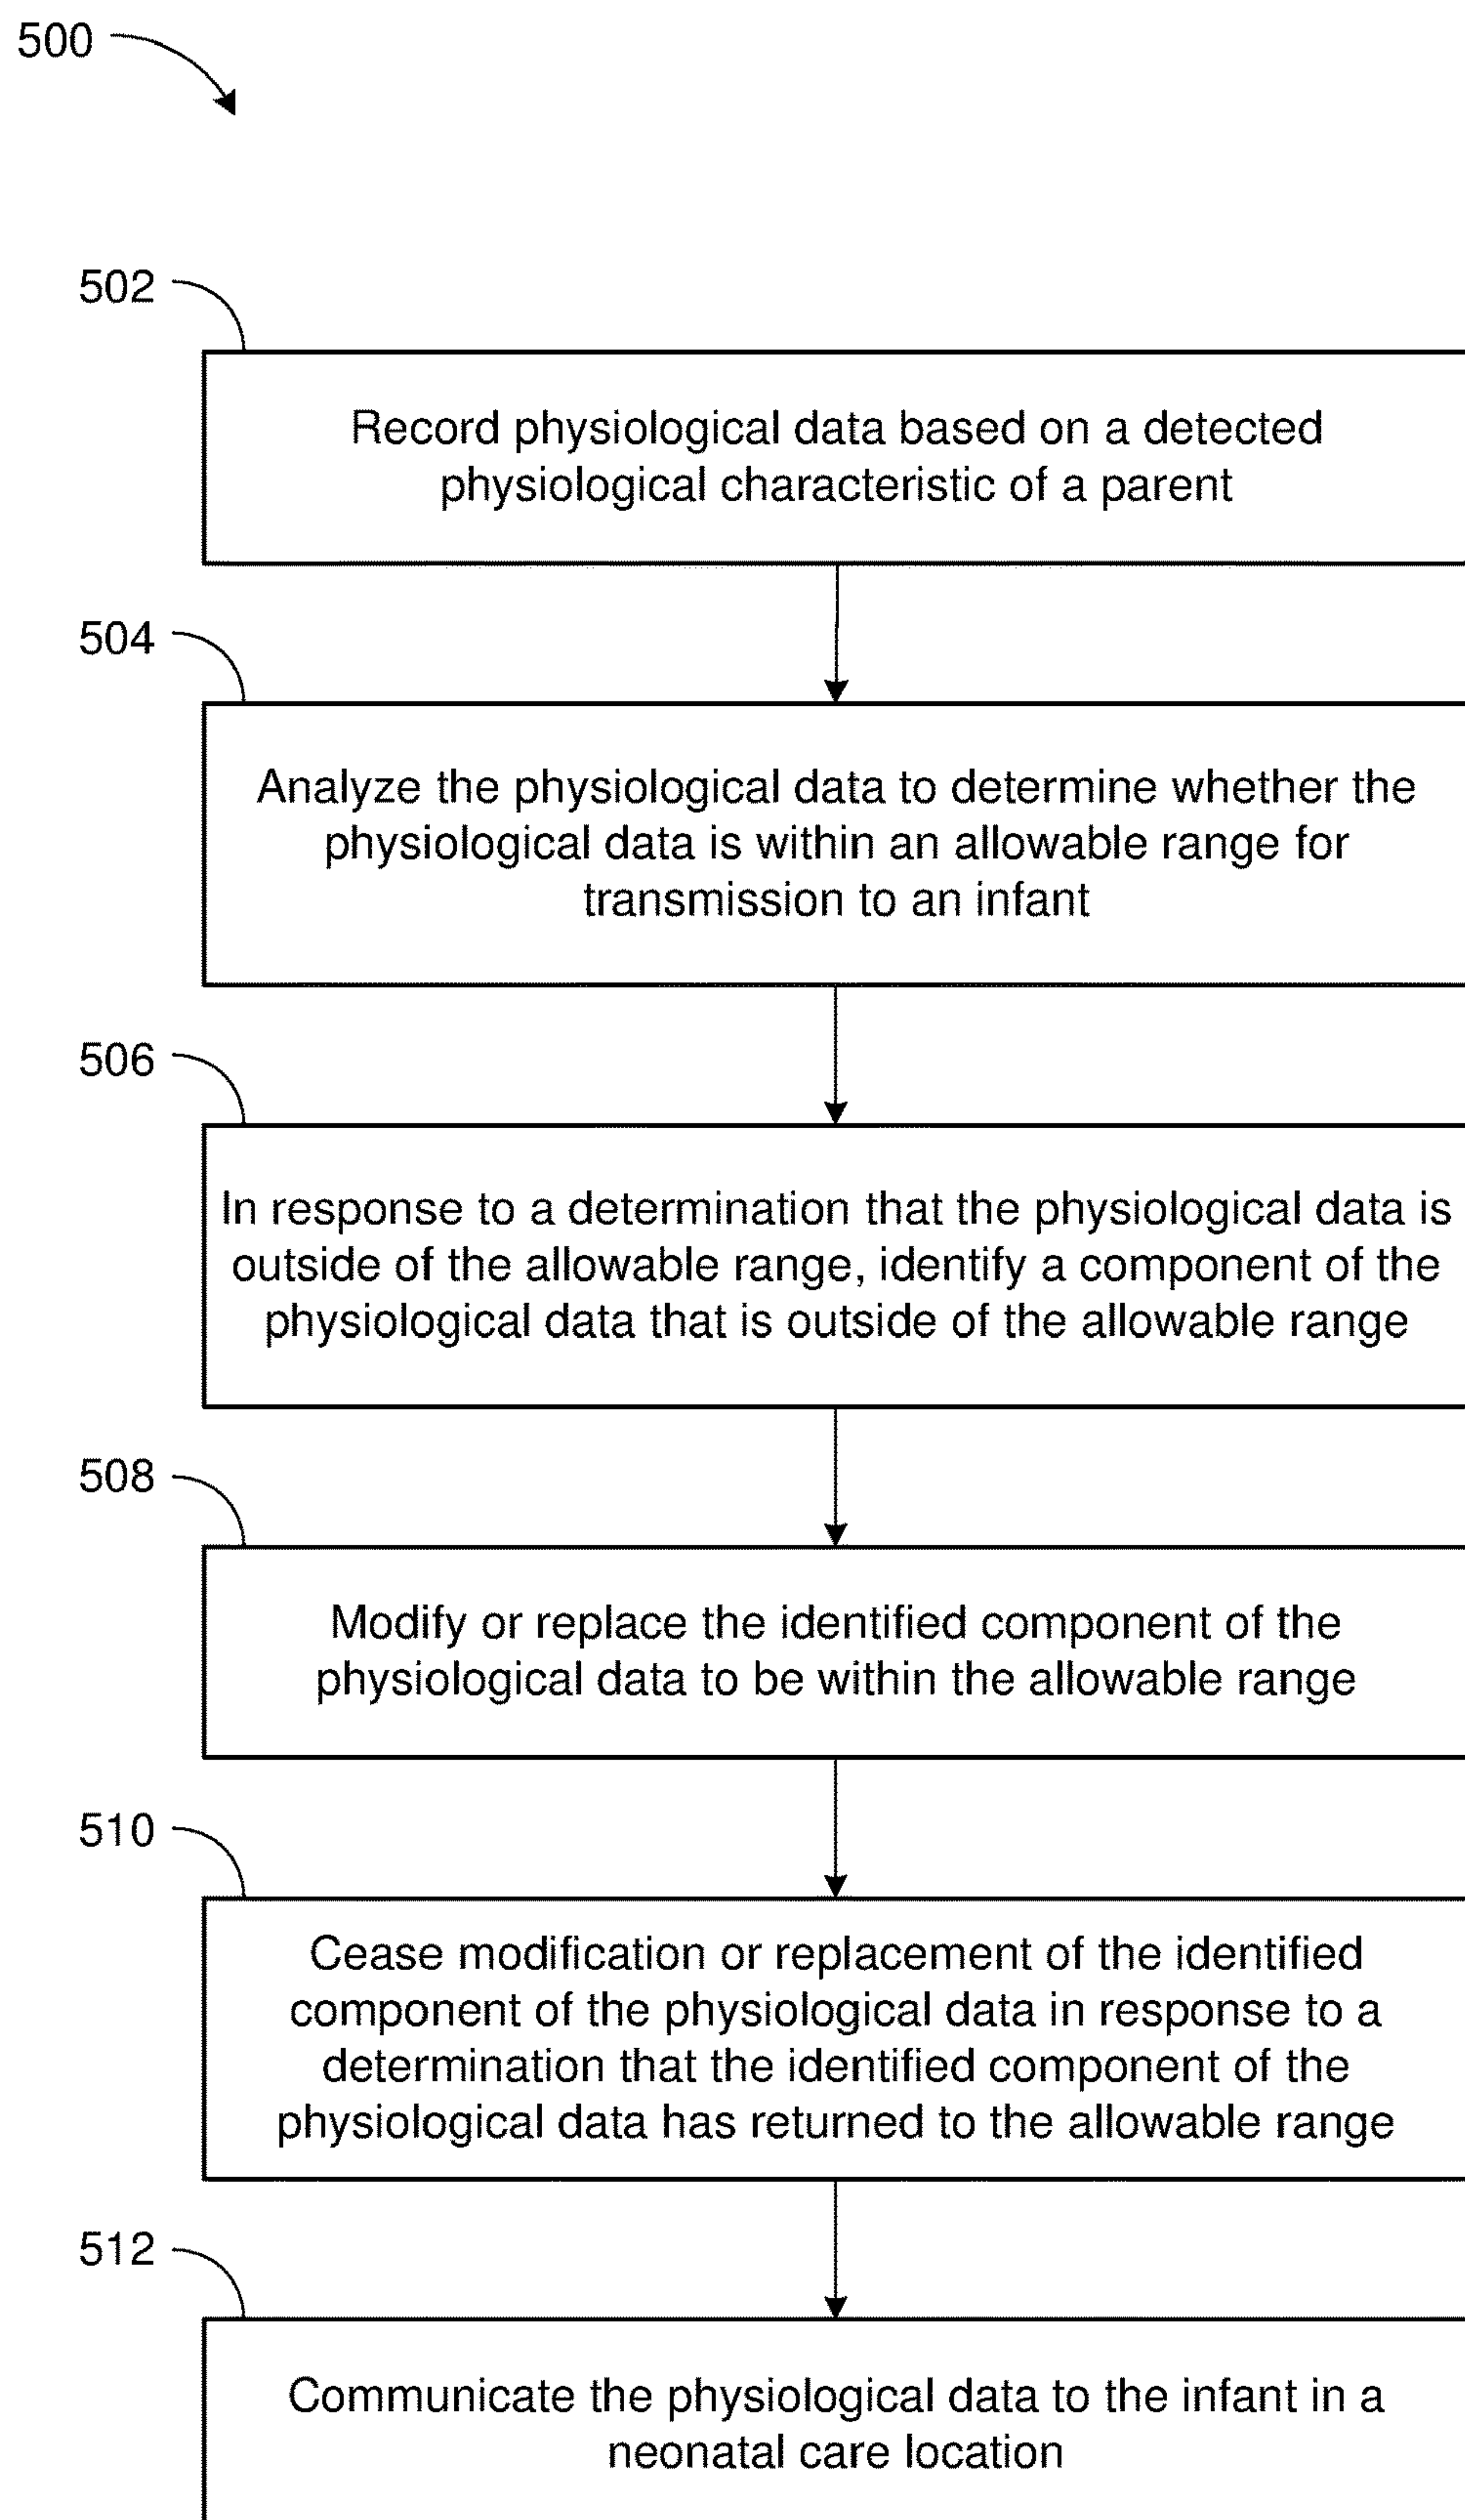 500
502
Record physiological data based on a detected
physiological characteristic of a parent
504
Analyze the physiological data to determine whether the
physiological data is within an allowable range for
transmission to an infant
506
In response to a determination that the physiological data is
outside of the allowable range, identify a component of the
physiological data that is outside of the allowable range
508
Modify or replace the identified component of the
physiological data to be within the allowable range
510
Cease modification or replacement of the identified
component of the physiological data in response to a
determination that the identified component of the
physiological data has returned to the allowable range
512
Communicate the physiological data to the infant in a
neonatal care location